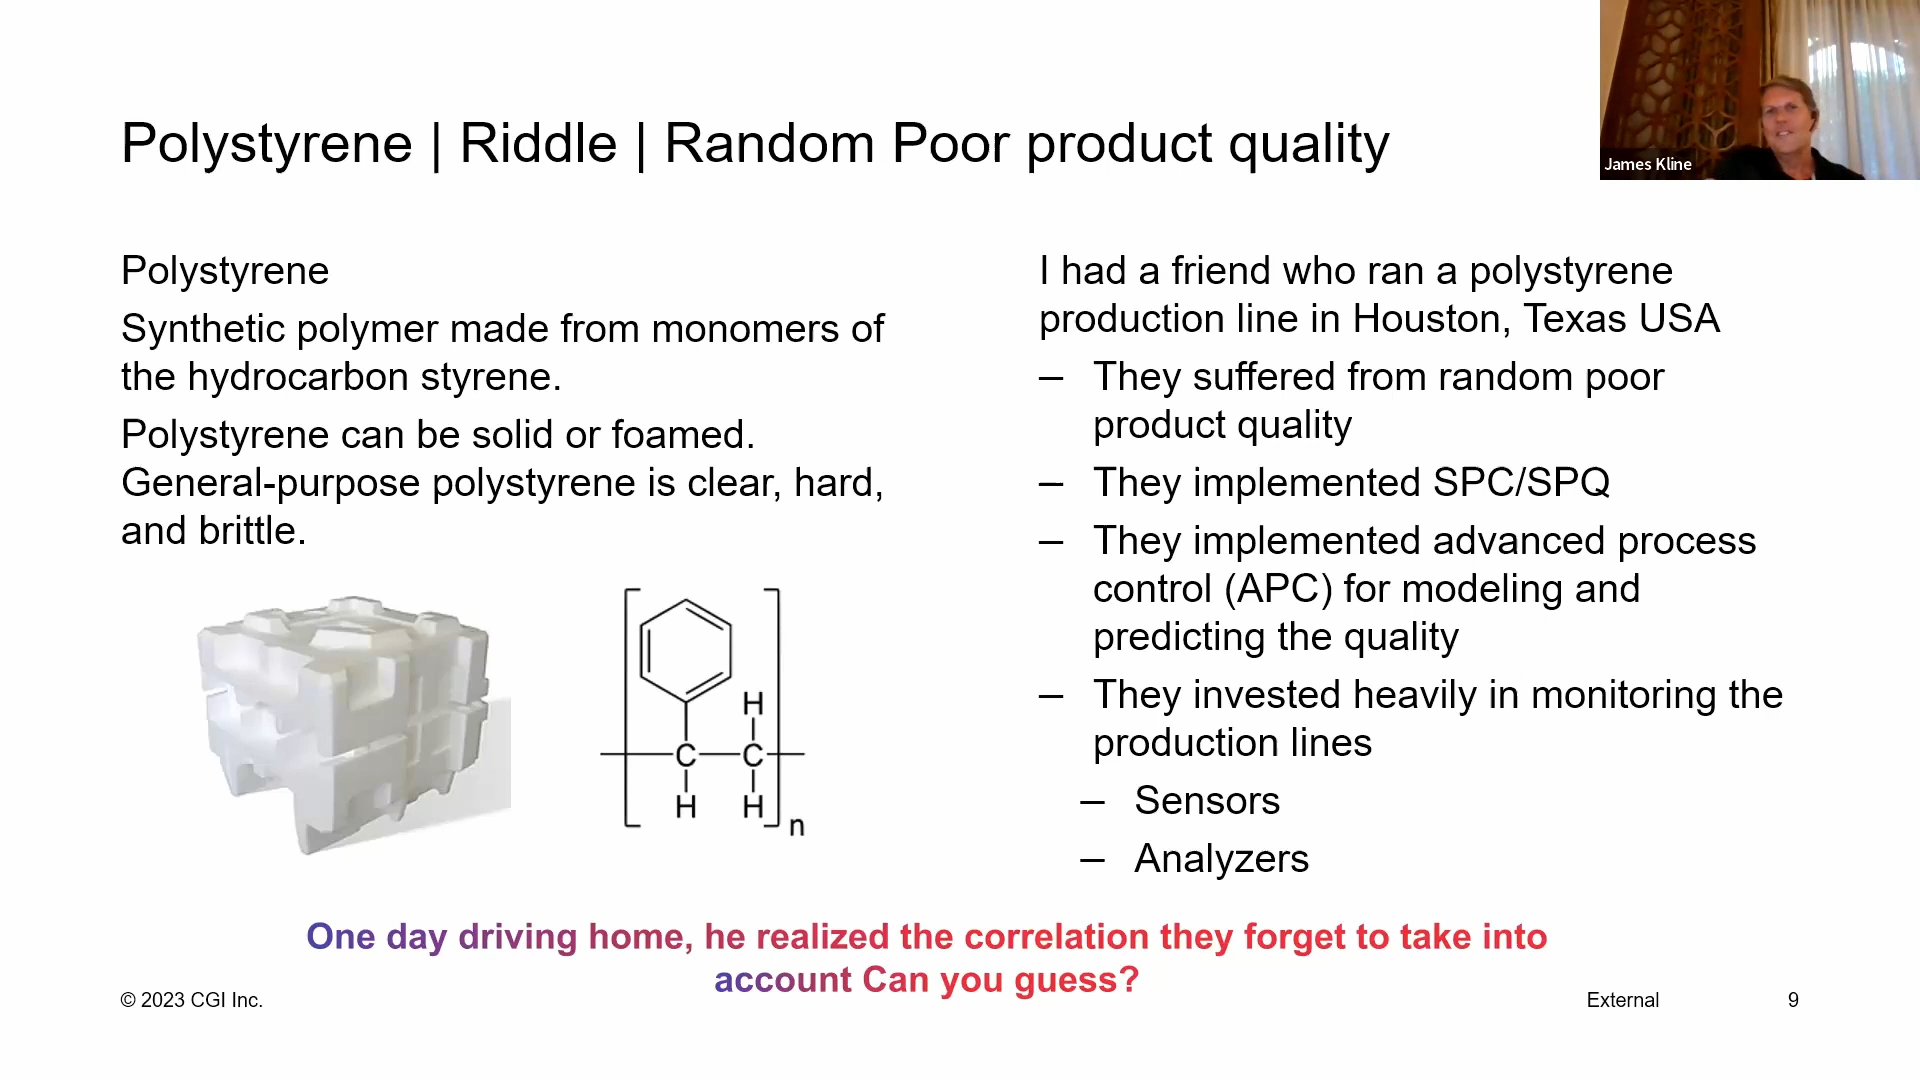 Polystyrene | Riddle | Random Poor product quality
James Kline
Polystyrene
Synthetic polymer made from monomers of
the hydrocarbon styrene.
Polystyrene can be solid or foamed.
General-purpose polystyrene is clear, hard,
and brittle.
H
C C
H H
n
I had a friend who ran a polystyrene
production line in Houston, Texas USA
– They suffered from random poor
product quality
– They implemented SPC/SPQ
– They implemented advanced process
control (APC) for modeling and
predicting the quality
– They invested heavily in monitoring the
production lines
– Sensors
– Analyzers
One day driving home, he realized the correlation they forget to take into
account Can you guess?
© 2023 CGI Inc.
External
9